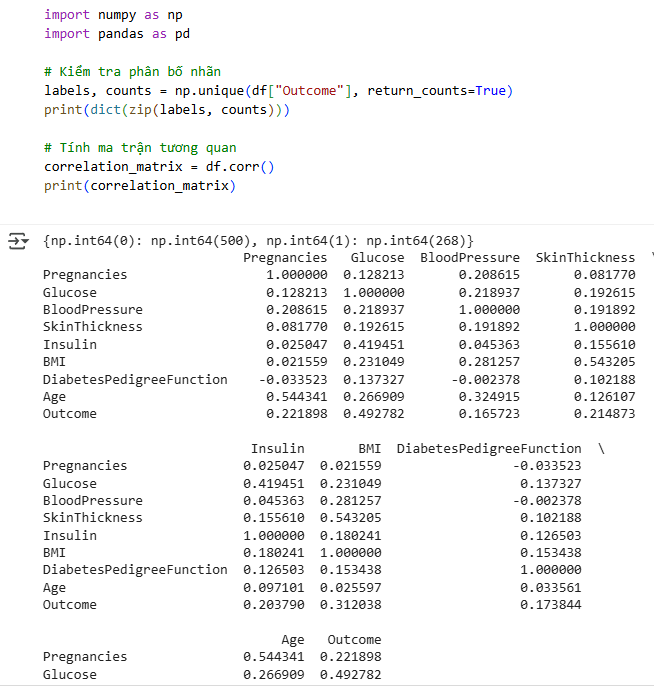 import numpy as np
import pandas as pd
# Kiểm tra phân bố nhãn
labels, counts = np.unique(df["Outcome"], return_counts=True)
print(dict(zip(labels, counts)))
# Tính ma trận tương quan
correlation_matrix = df.corr()
print(correlation_matrix)
{np.int64(0): np.int64(500), np.int64(1): np.int64(268)}
Pregnancies Glucose BloodPressure SkinThickness \
Pregnancies 1.000000 0.128213 0.208615 0.081770
Glucose 0.128213 1.000000 0.218937 0.192615
BloodPressure 0.208615 0.218937 1.000000 0.191892
SkinThickness 0.081770 0.192615 0.191892 1.000000
Insulin 0.025047 0.419451 0.045363 0.155610
BMI 0.021559 0.231049 0.281257 0.543205
DiabetesPedigreeFunction -0.033523 0.137327 -0.002378 0.102188
Age 0.544341 0.266909 0.324915 0.126107
Outcome 0.221898 0.492782 0.165723 0.214873
Insulin BMI DiabetesPedigreeFunction \
Pregnancies 0.025047 0.021559 -0.033523
Glucose 0.419451 0.231049 0.137327
BloodPressure 0.045363 0.281257 -0.002378
SkinThickness 0.155610 0.543205 0.102188
Insulin 1.000000 0.180241 0.126503
BMI 0.180241 1.000000 0.153438
DiabetesPedigreeFunction 0.126503 0.153438 1.000000
Age 0.097101 0.025597 0.033561
Outcome 0.203790 0.312038 0.173844
Age Outcome
Pregnancies 0.544341 0.221898
Glucose 0.266909 0.492782